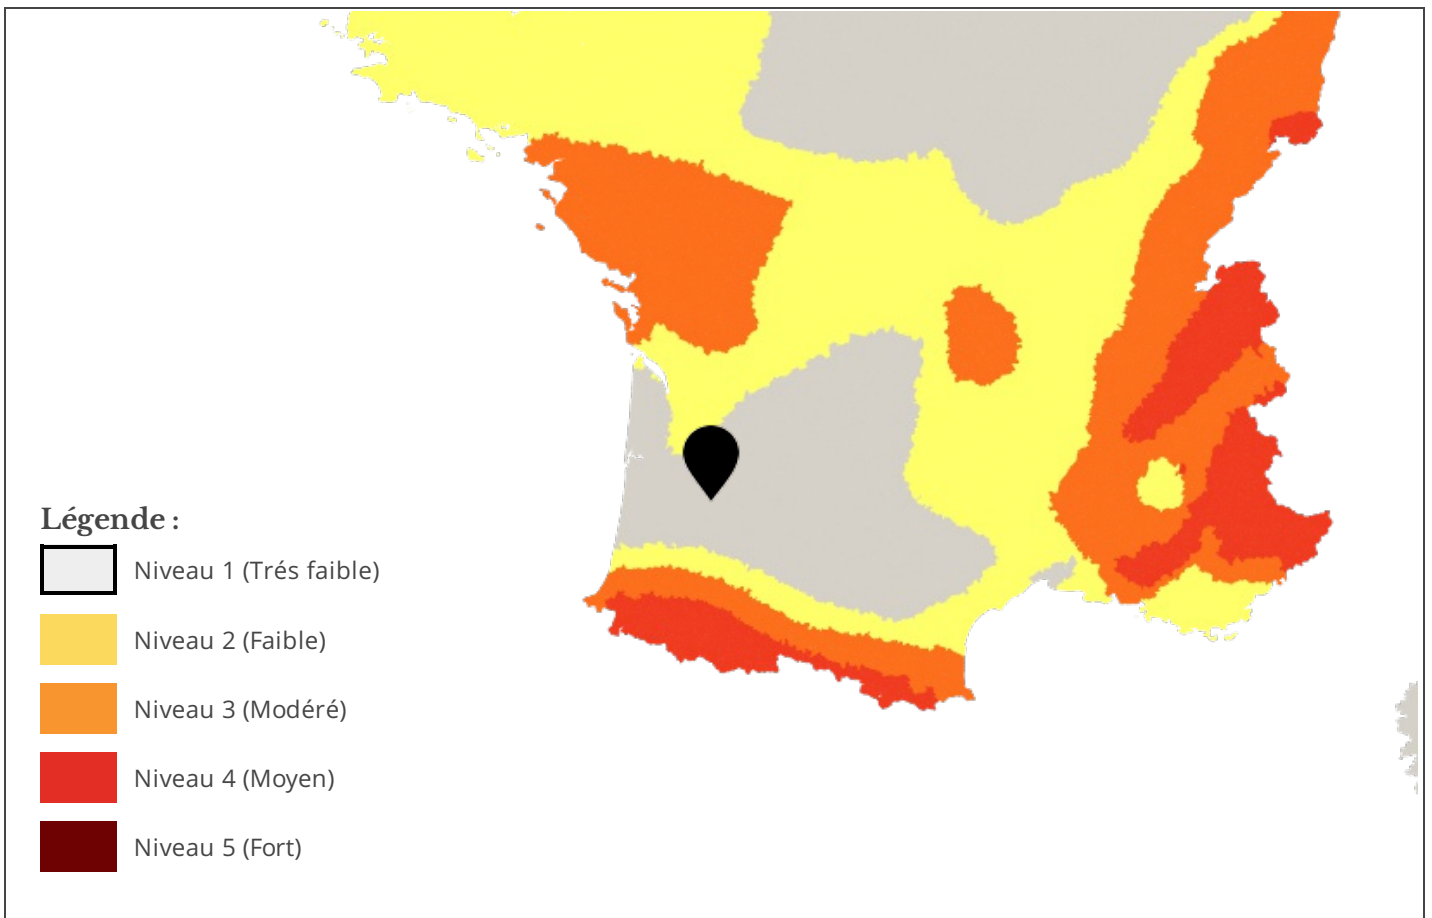 Légende :
Niveau 1 (Trés faible)
Niveau 2 (Faible)
Niveau 3 (Modéré)
Niveau 4 (Moyen)
Niveau 5 (Fort)